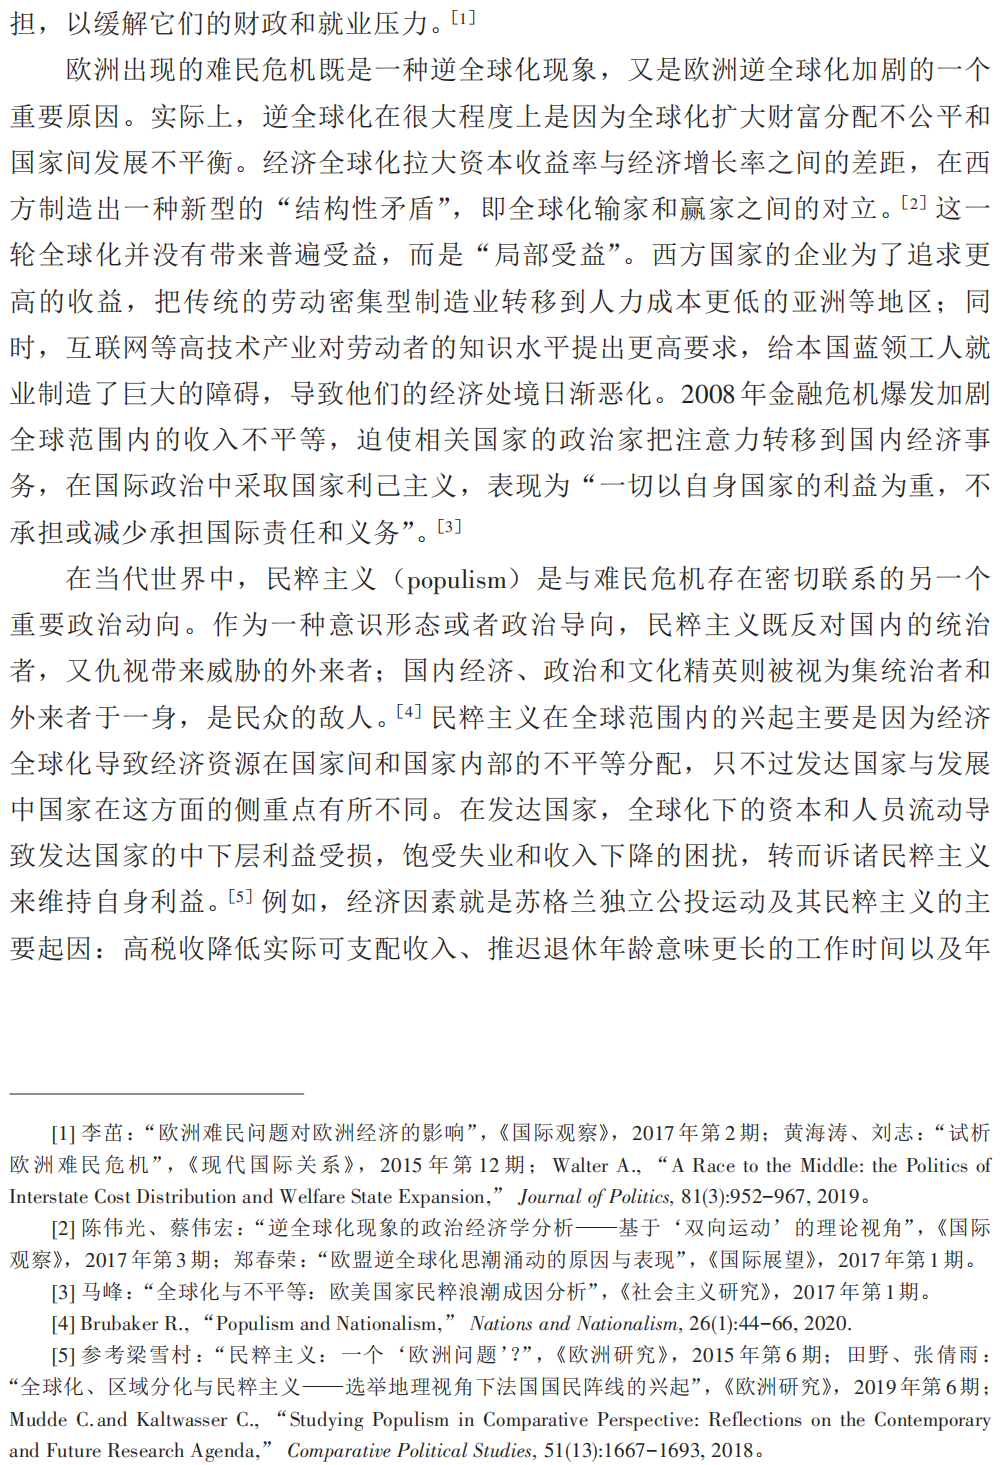 担，以缓解它们的财政和就业压力。[1]
欧洲出现的难民危机既是一种逆全球化现象，又是欧洲逆全球化加剧的一个
重要原因。实际上，逆全球化在很大程度上是因为全球化扩大财富分配不公平和
国家间发展不平衡。经济全球化拉大资本收益率与经济增长率之间的差距，在西
方制造出一种新型的“结构性矛盾”，即全球化输家和赢家之间的对立。[2] 这一
轮全球化并没有带来普遍受益，而是“局部受益”。西方国家的企业为了追求更
高的收益，把传统的劳动密集型制造业转移到人力成本更低的亚洲等地区；同
时，互联网等高技术产业对劳动者的知识水平提出更高要求，给本国蓝领工人就
业制造了巨大的障碍，导致他们的经济处境日渐恶化。2008 年金融危机爆发加剧
全球范围内的收入不平等，迫使相关国家的政治家把注意力转移到国内经济事
务，在国际政治中采取国家利己主义，表现为“一切以自身国家的利益为重，不
承担或减少承担国际责任和义务”。[3]
在当代世界中，民粹主义（populism）是与难民危机存在密切联系的另一个
重要政治动向。作为一种意识形态或者政治导向，民粹主义既反对国内的统治
者，又仇视带来威胁的外来者；国内经济、政治和文化精英则被视为集统治者和
外来者于一身，是民众的敌人。[4] 民粹主义在全球范围内的兴起主要是因为经济
全球化导致经济资源在国家间和国家内部的不平等分配，只不过发达国家与发展
中国家在这方面的侧重点有所不同。在发达国家，全球化下的资本和人员流动导
致发达国家的中下层利益受损，饱受失业和收入下降的困扰，转而诉诸民粹主义
来维持自身利益。[5] 例如，经济因素就是苏格兰独立公投运动及其民粹主义的主
要起因：高税收降低实际可支配收入、推迟退休年龄意味更长的工作时间以及年
[1] 李茁：“欧洲难民问题对欧洲经济的影响”，《国际观察》，2017 年第 2 期；黄海涛、刘志：“试析
欧洲难民危机”，《现代国际关系》，2015 年第 12 期；Walter A., “A Race to the Middle: the Politics of
Interstate Cost Distribution and Welfare State Expansion,” Journal of Politics, 81(3):952-967, 2019。
[2] 陈伟光、蔡伟宏：“逆全球化现象的政治经济学分析——基于‘双向运动’的理论视角”，《国际
观察》，2017 年第 3 期；郑春荣：“欧盟逆全球化思潮涌动的原因与表现”，《国际展望》，2017 年第 1 期。
[3] 马峰：“全球化与不平等：欧美国家民粹浪潮成因分析”，《社会主义研究》，2017 年第 1 期。
[4] Brubaker R., “Populism and Nationalism,” Nations and Nationalism, 26(1):44-66, 2020.
[5] 参考梁雪村：“民粹主义：一个‘欧洲问题’?”，《欧洲研究》，2015 年第 6 期；田野、张倩雨：
“全球化、区域分化与民粹主义——选举地理视角下法国国民阵线的兴起”，《欧洲研究》，2019 年第 6 期；
Mudde C. and Kaltwasser C., “Studying Populism in Comparative Perspective: Reflections on the Contemporary
and Future Research Agenda,” Comparative Political Studies, 51(13):1667-1693, 2018。